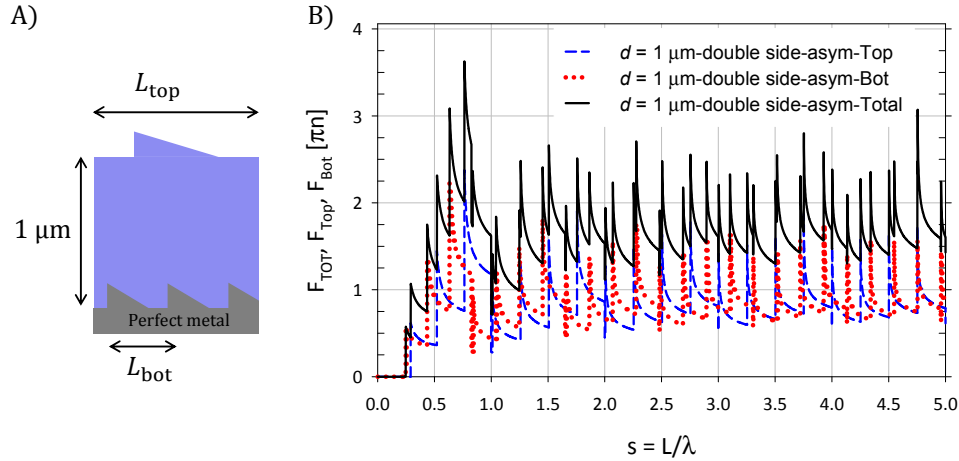 A)
L_top
1 μm
Perfect metal
L_bot
B)
F_TOT, F_Top, F_Bot [πn]
4
3
2
1
0
d = 1 μm-double side-asym-Top
d = 1 μm-double side-asym-Bot
d = 1 μm-double side-asym-Total
0.0 0.5 1.0 1.5 2.0 2.5 3.0 3.5 4.0 4.5 5.0
s = L/λ